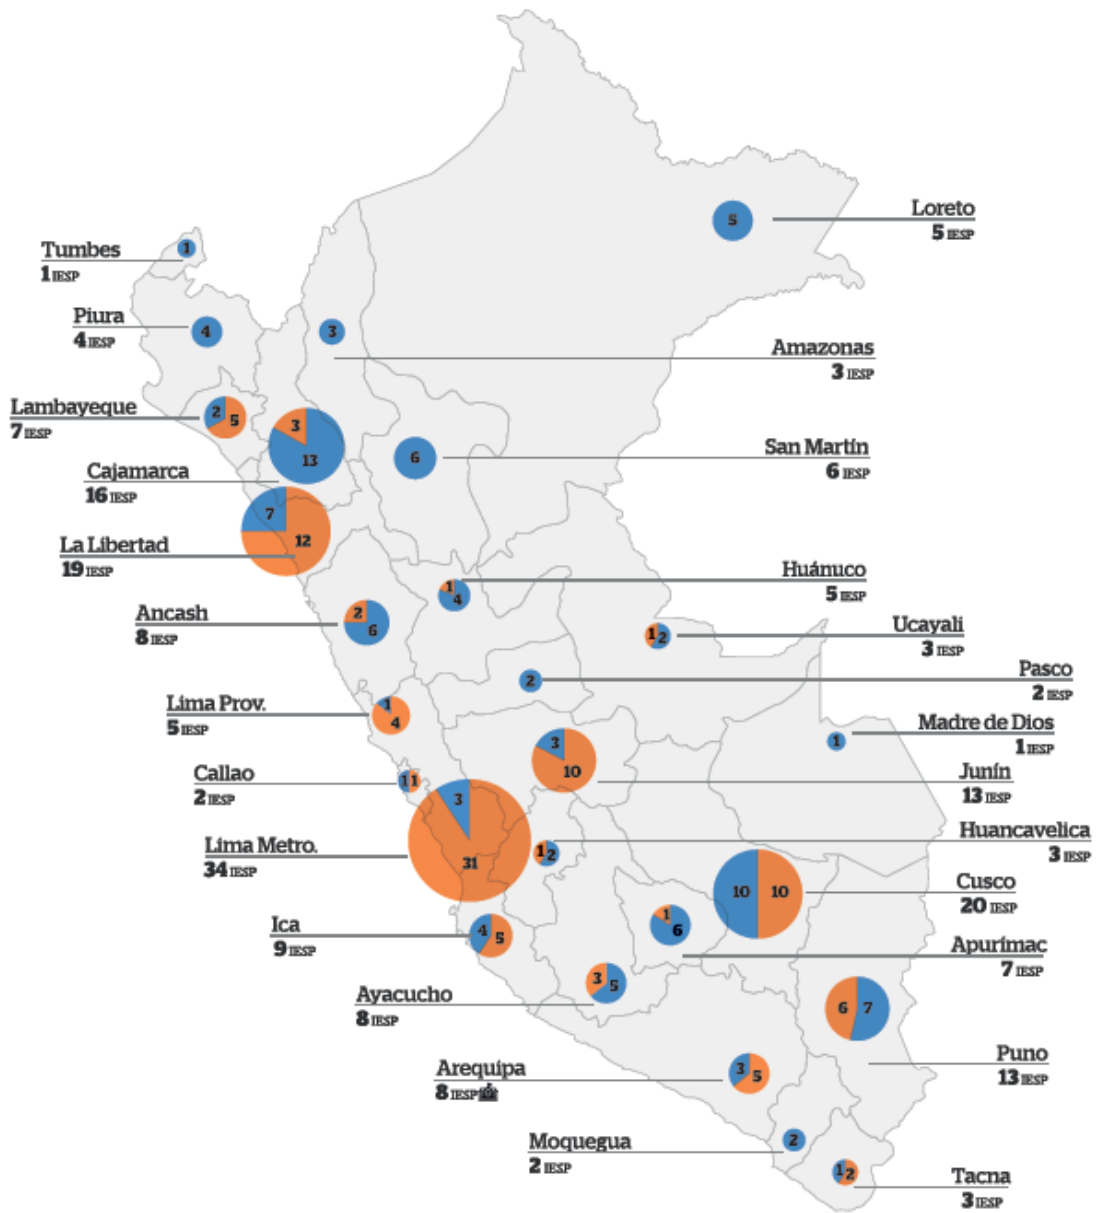 Loreto
5 IESP
5
Tumbes
1 IESP
1
Piura
4 IESP
4
3
Amazonas
3 IESP
Lambayeque
7 IESP
2 5
3
13
Cajamarca
16 IESP
6
San Martín
6 IESP
7
12
La Libertad
19 IESP
Huánuco
5 IESP
1 4
Ancash
8 IESP
2
6
Ucayali
3 IESP
1 2
Pasco
2 IESP
2
Lima Prov.
5 IESP
1
4
Madre de Dios
1 IESP
1
3
10
Junín
13 IESP
Callao
2 IESP
1 1
Lima Metro.
34 IESP
3
31
Huancavelica
3 IESP
1 2
10 10
Cusco
20 IESP
Ica
9 IESP
4 5
1
6
Apurímac
7 IESP
Ayacucho
8 IESP
3 5
6 7
Puno
13 IESP
Arequipa
8 IESP
3 5
Moquegua
2 IESP
2
1 2
Tacna
3 IESP